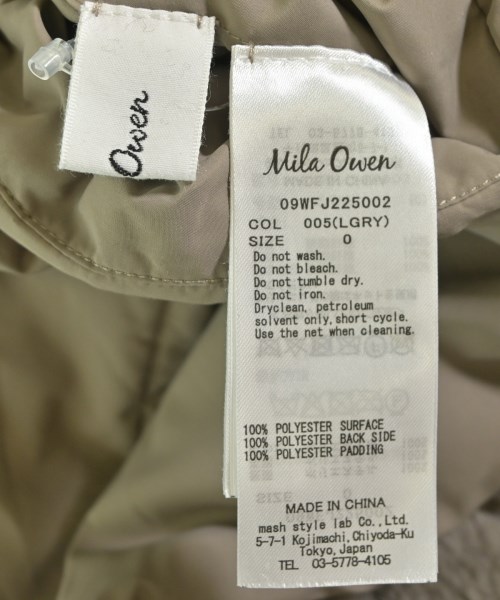 Owen
Mila Owen
09WFJ225002
COL 005(LGRY)
SIZE 0
Do not wash.
Do not bleach.
Do not tumble dry.
Do not iron.
Dryclean, petroleum
solvent only,short cycle.
Use the net when cleaning.
100% POLYESTER SURFACE
100% POLYESTER BACK SIDE
100% POLYESTER PADDING
MADE IN CHINA
mash style lab Co.,Ltd.
5-7-1 Kojimachi,Chiyoda-Ku
Tokyo,Japan
TEL 03-5778-4105